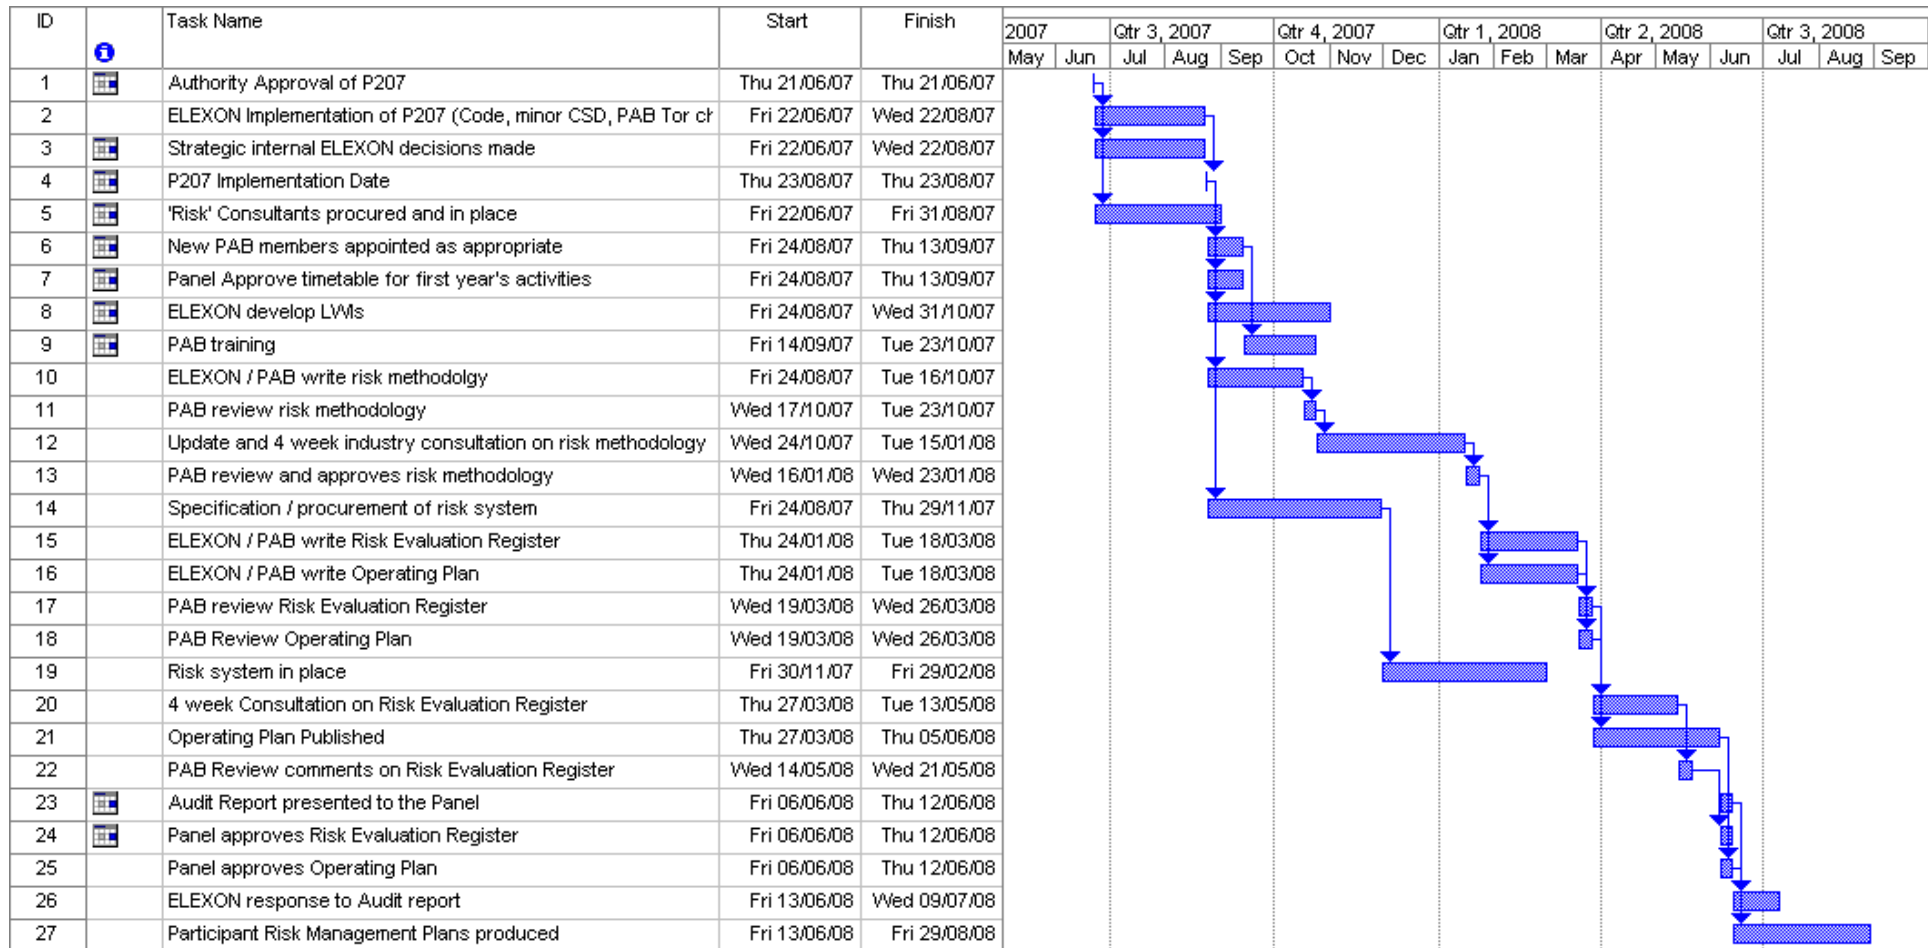 ID Task Name Start Finish
2007 Qtr 3, 2007 Qtr 4, 2007 Qtr 1, 2008 Qtr 2, 2008 Qtr 3, 2008
May Jun Jul Aug Sep Oct Nov Dec Jan Feb Mar Apr May Jun Jul Aug Sep
1 Authority Approval of P207 Thu 21/06/07 Thu 21/06/07
2 ELEXON Implementation of P207 (Code, minor CSD, PAB Tor ch Fri 22/06/07 Wed 22/08/07
3 Strategic internal ELEXON decisions made Fri 22/06/07 Wed 22/08/07
4 P207 Implementation Date Thu 23/08/07 Thu 23/08/07
5 'Risk' Consultants procured and in place Fri 22/06/07 Fri 31/08/07
6 New PAB members appointed as appropriate Fri 24/08/07 Thu 13/09/07
7 Panel Approve timetable for first year's activities Fri 24/08/07 Thu 13/09/07
8 ELEXON develop LWIs Fri 24/08/07 Wed 31/10/07
9 PAB training Fri 14/09/07 Tue 23/10/07
10 ELEXON / PAB write risk methodolgy Fri 24/08/07 Tue 16/10/07
11 PAB review risk methodology Wed 17/10/07 Tue 23/10/07
12 Update and 4 week industry consultation on risk methodology Wed 24/10/07 Tue 15/01/08
13 PAB review and approves risk methodology Wed 16/01/08 Wed 23/01/08
14 Specification / procurement of risk system Fri 24/08/07 Thu 29/11/07
15 ELEXON / PAB write Risk Evaluation Register Thu 24/01/08 Tue 18/03/08
16 ELEXON / PAB write Operating Plan Thu 24/01/08 Tue 18/03/08
17 PAB review Risk Evaluation Register Wed 19/03/08 Wed 26/03/08
18 PAB Review Operating Plan Wed 19/03/08 Wed 26/03/08
19 Risk system in place Fri 30/11/07 Fri 29/02/08
20 4 week Consultation on Risk Evaluation Register Thu 27/03/08 Tue 13/05/08
21 Operating Plan Published Thu 27/03/08 Thu 05/06/08
22 PAB Review comments on Risk Evaluation Register Wed 14/05/08 Wed 21/05/08
23 Audit Report presented to the Panel Fri 06/06/08 Thu 12/06/08
24 Panel approves Risk Evaluation Register Fri 06/06/08 Thu 12/06/08
25 Panel approves Operating Plan Fri 06/06/08 Thu 12/06/08
26 ELEXON response to Audit report Fri 13/06/08 Wed 09/07/08
27 Participant Risk Management Plans produced Fri 13/06/08 Fri 29/08/08